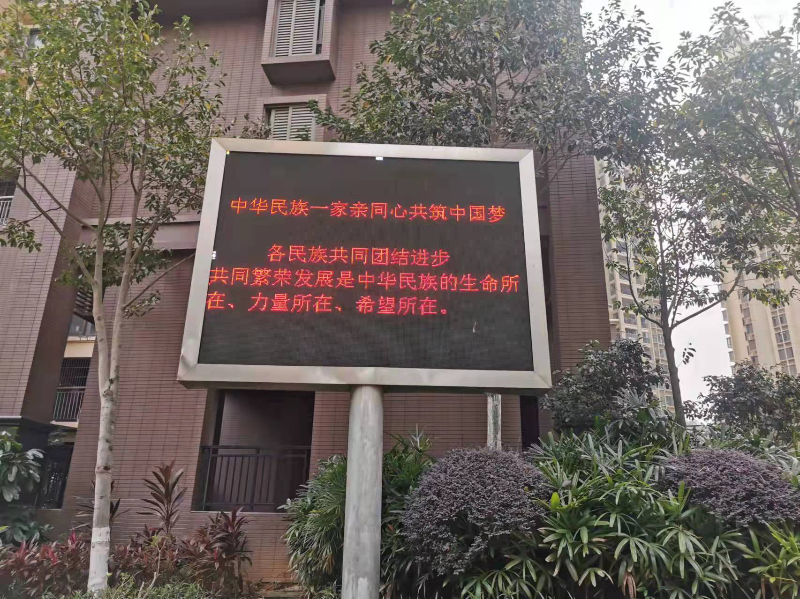 中华民族一家亲同心共筑中国梦
各民族共同团结进步
共同繁荣发展是中华民族的生命所
在、力量所在、希望所在。